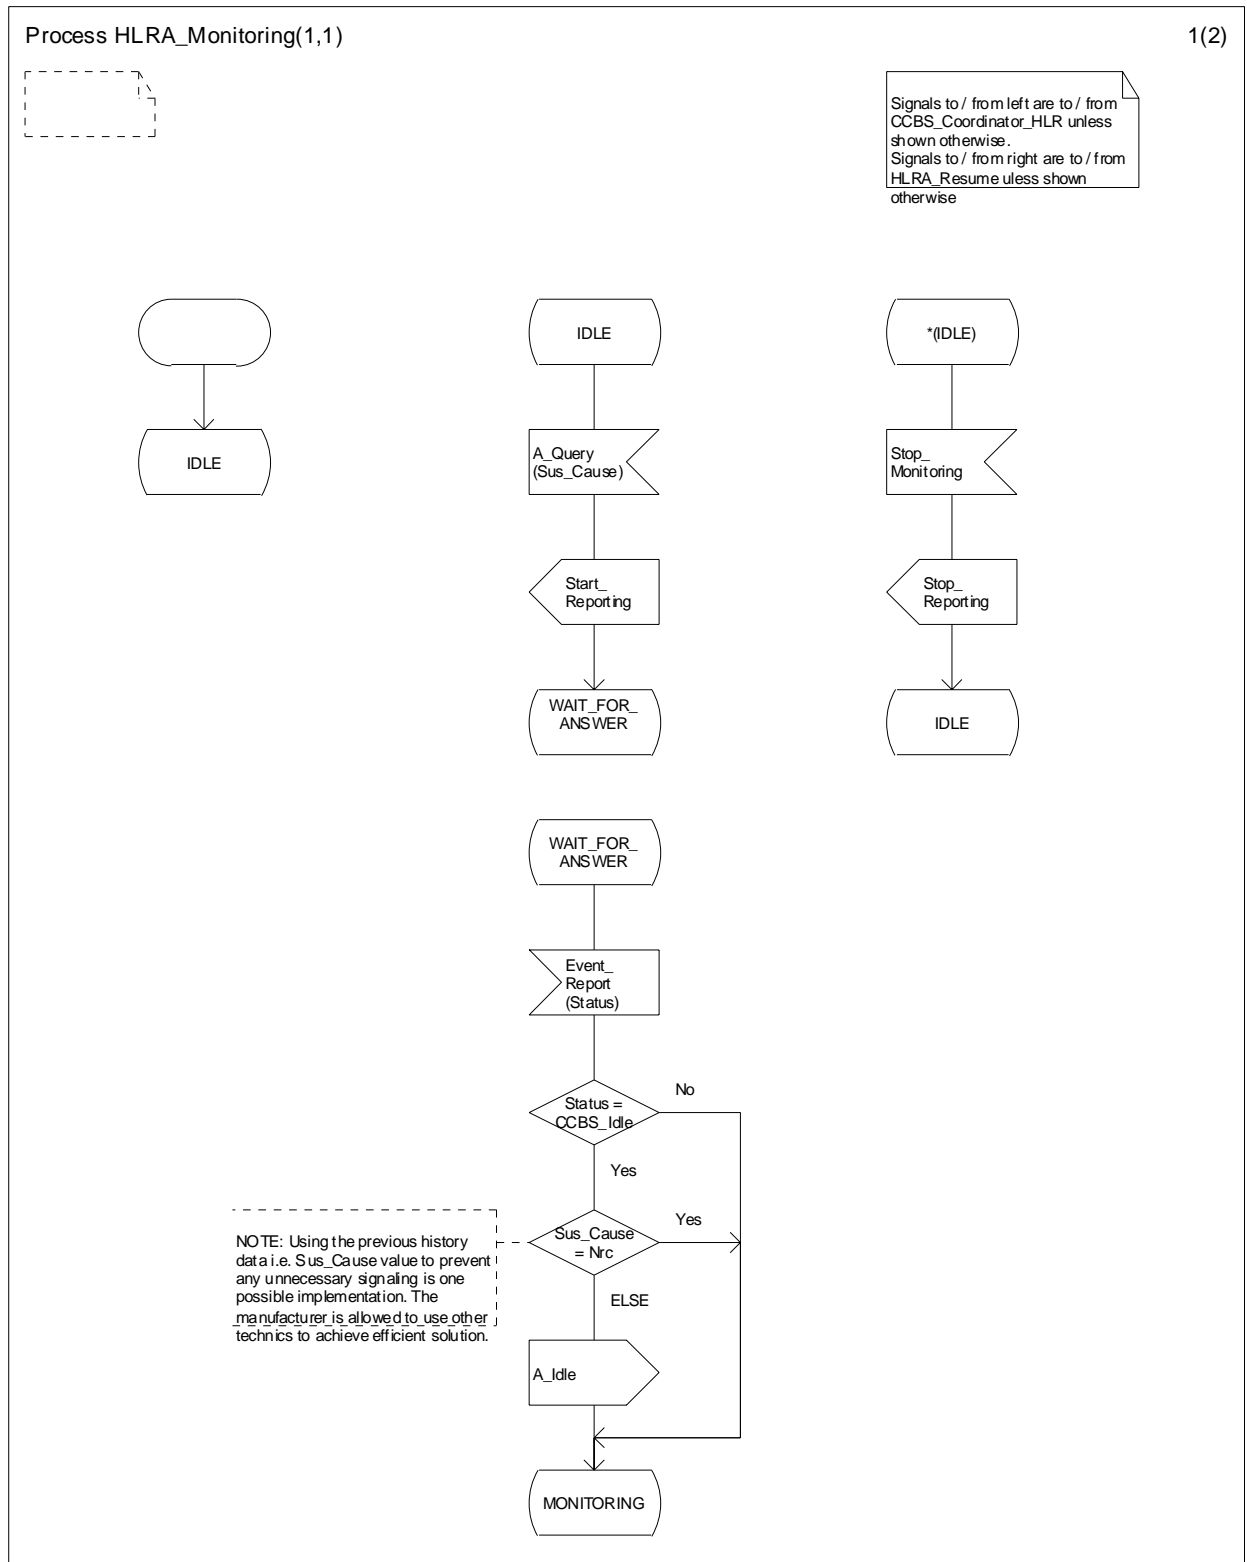 Process HLRA_Monitoring(1,1)
1(2)
Signals to / from left are to / from
CCBS_Coordinator_HLR unless
shown otherwise.
Signals to / from right are to / from
HLRA_Resume uless shown
otherwise
IDLE
*(IDLE)
IDLE
A_Query
(Sus_Cause)
Stop_
Monitoring
Start_
Reporting
Stop_
Reporting
WAIT_FOR_
ANSWER
IDLE
WAIT_FOR_
ANSWER
Event_
Report
(Status)
Status =
CCBS_Idle
No
Yes
Sus_Cause
= Nrc
Yes
NOTE: Using the previous history
data i.e. Sus_Cause value to prevent
any unnecessary signaling is one
possible implementation. The
manufacturer is allowed to use other
technics to achieve efficient solution.
ELSE
A_Idle
MONITORING